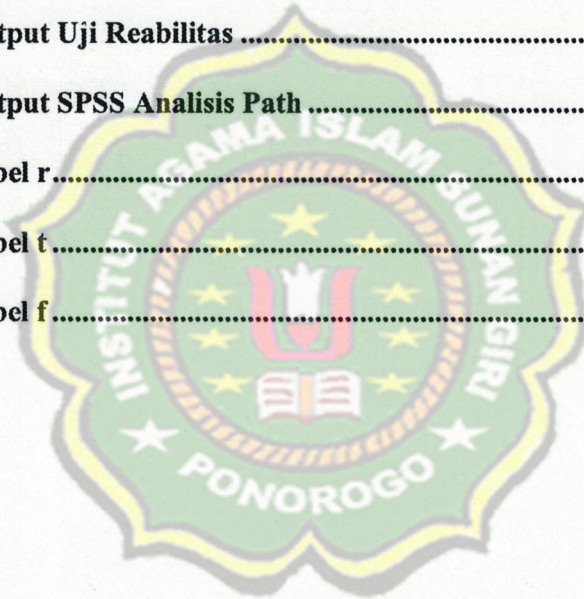 tput Uji Reabilitas ............................................
tput SPSS Analisis Path ...................................
bel r............................................................................
bel t ............................................................................
bel f ............................................................................
INSTITUT AGAMA ISLAM SUNAN GIRI
PONOROGO